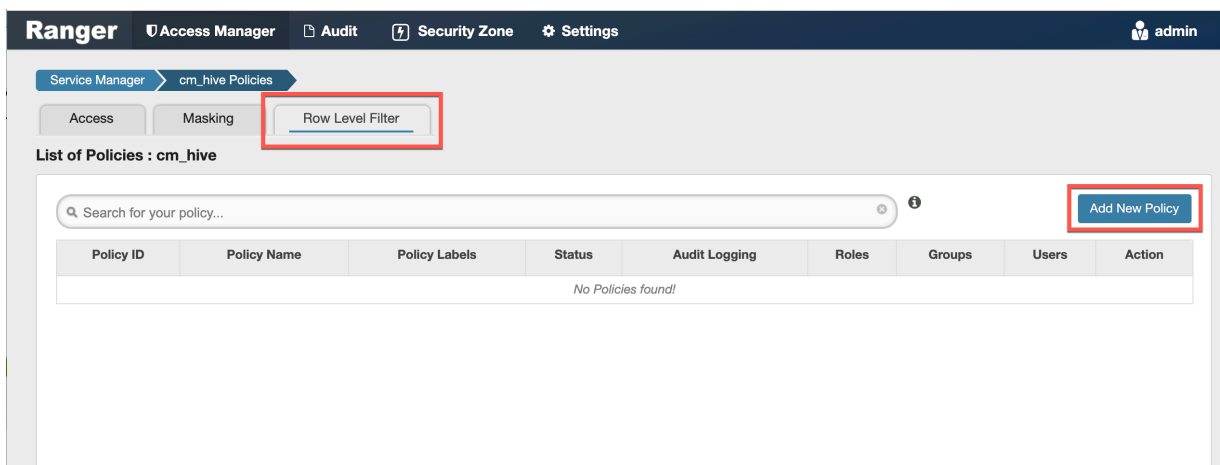 Ranger Access Manager Audit Security Zone Settings admin
Service Manager cm_hive Policies
Access Masking Row Level Filter
List of Policies : cm_hive
Search for your policy...
Add New Policy
Policy ID Policy Name Policy Labels Status Audit Logging Roles Groups Users Action
No Policies found!